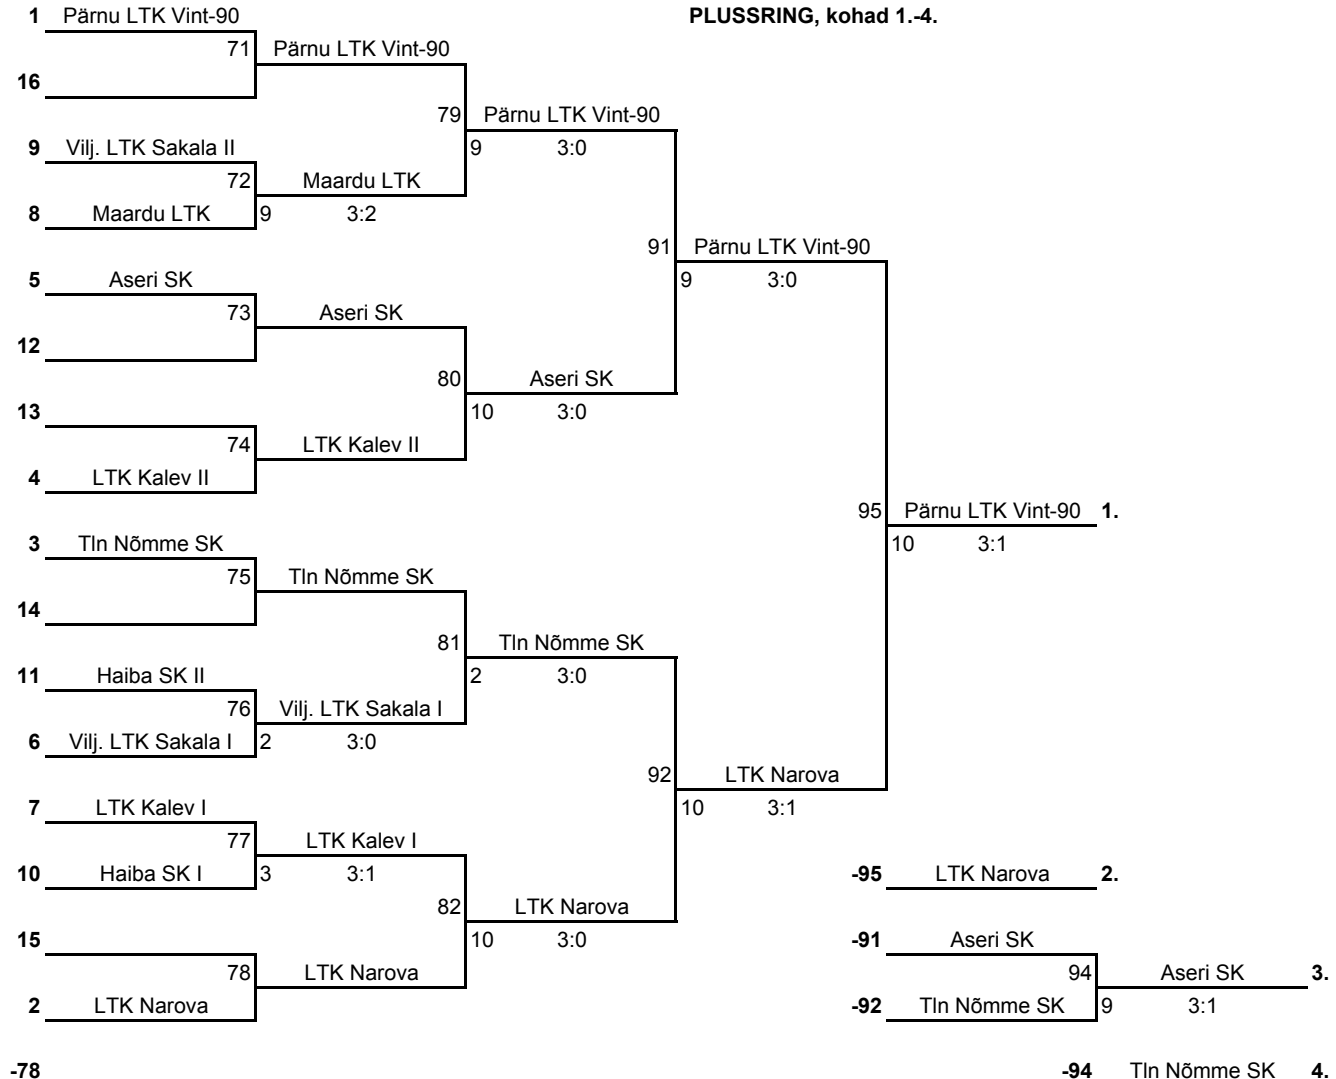 1 Pärnu LTK Vint-90 PLUSSRING, kohad 1.-4.
71 Pärnu LTK Vint-90
16
79 Pärnu LTK Vint-90
9 Vilj. LTK Sakala II 9 3:0
72 Maardu LTK
8 Maardu LTK 9 3:2
91 Pärnu LTK Vint-90
5 Aseri SK 9 3:0
73 Aseri SK
12
80 Aseri SK
13 10 3:0
74 LTK Kalev II
4 LTK Kalev II
95 Pärnu LTK Vint-90 1.
3 Tln Nõmme SK 10 3:1
75 Tln Nõmme SK
14
81 Tln Nõmme SK
11 Haiba SK II 2 3:0
76 Vilj. LTK Sakala I
6 Vilj. LTK Sakala I 2 3:0
92 LTK Narova
7 LTK Kalev I 10 3:1
77 LTK Kalev I
10 Haiba SK I 3 3:1 -95 LTK Narova 2.
82 LTK Narova
15 10 3:0 -91 Aseri SK
78 LTK Narova 94 Aseri SK 3.
2 LTK Narova -92 Tln Nõmme SK 9 3:1
-78 -94 Tln Nõmme SK 4.